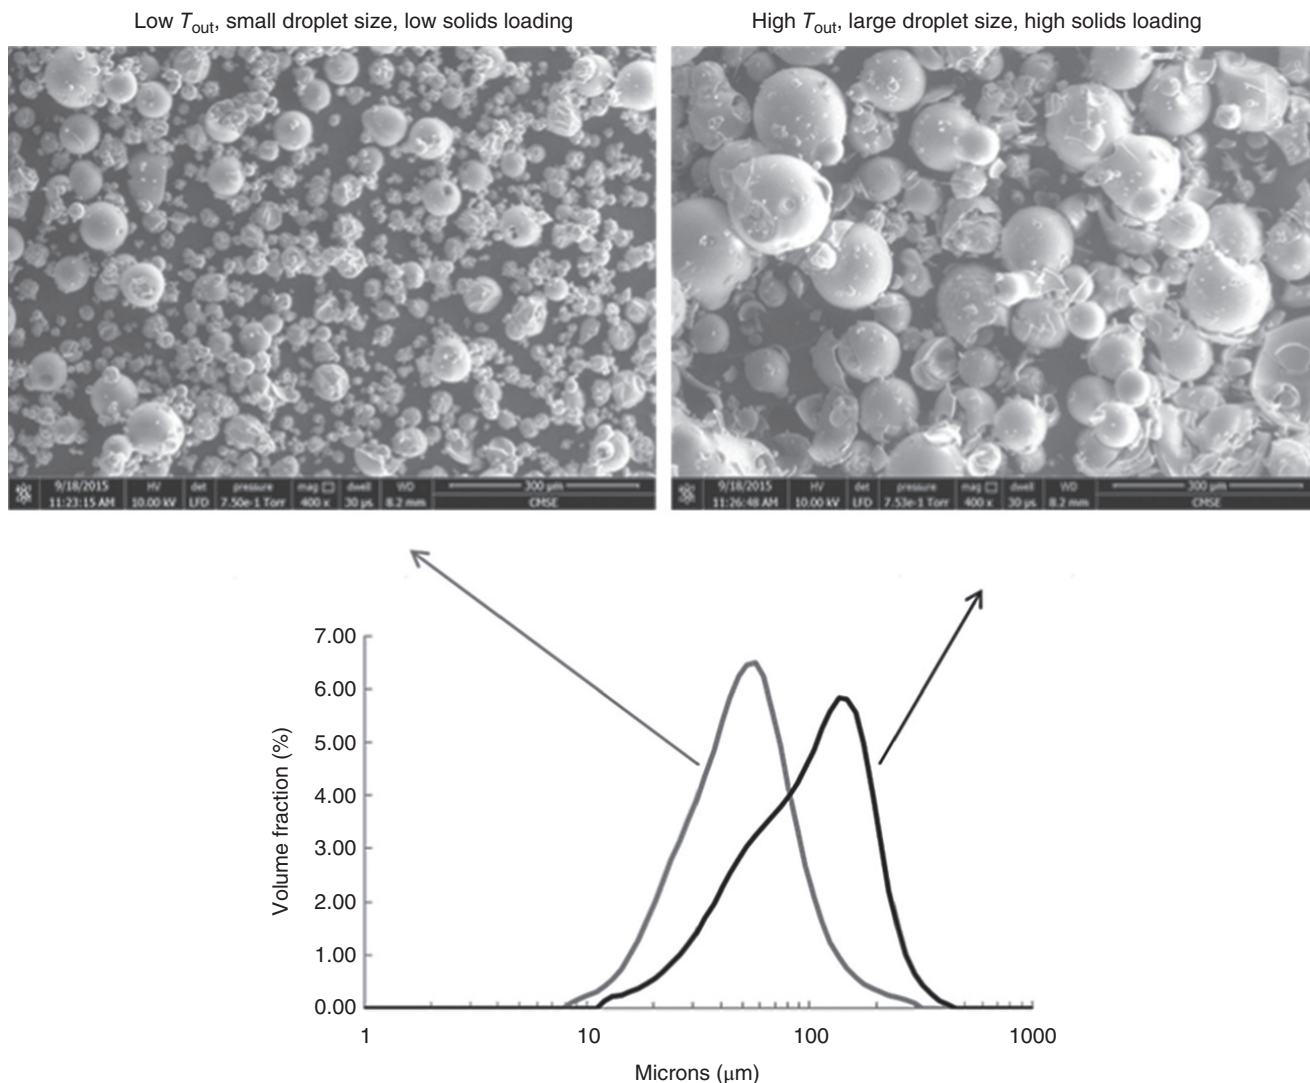 Low Tout, small droplet size, low solids loading
High Tout, large droplet size, high solids loading
9/18/2015 HV det pressure mag dwell WD 300 µm
11:23:15 AM 10.00 kV LFD 7.50e-1 Torr 400 x 30 µs 8.2 mm CMSE
9/18/2015 HV det pressure mag dwell WD 300 µm
11:26:48 AM 10.00 kV LFD 7.53e-1 Torr 400 x 30 µs 8.2 mm CMSE
7.00
6.00
5.00
4.00
3.00
2.00
1.00
0.00
Volume fraction (%)
1 10 100 1000
Microns (μm)